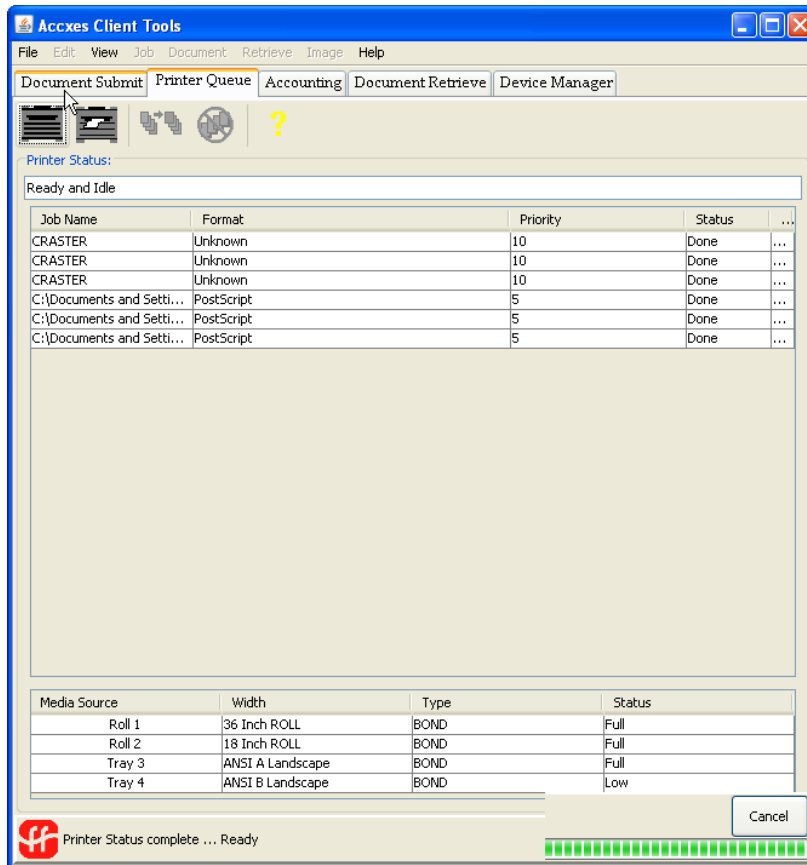 Accxes Client Tools
File Edit View Job Document Retrieve Image Help
Document Submit Printer Queue Accounting Document Retrieve Device Manager
?
Printer Status:
Ready and Idle
Job Name Format Priority Status ...
CRASTER Unknown 10 Done ...
CRASTER Unknown 10 Done ...
CRASTER Unknown 10 Done ...
C:\Documents and Setti... PostScript 5 Done ...
C:\Documents and Setti... PostScript 5 Done ...
C:\Documents and Setti... PostScript 5 Done ...
Media Source Width Type Status
Roll 1 36 Inch ROLL BOND Full
Roll 2 18 Inch ROLL BOND Full
Tray 3 ANSI A Landscape BOND Full
Tray 4 ANSI B Landscape BOND Low
Cancel
ff Printer Status complete ... Ready